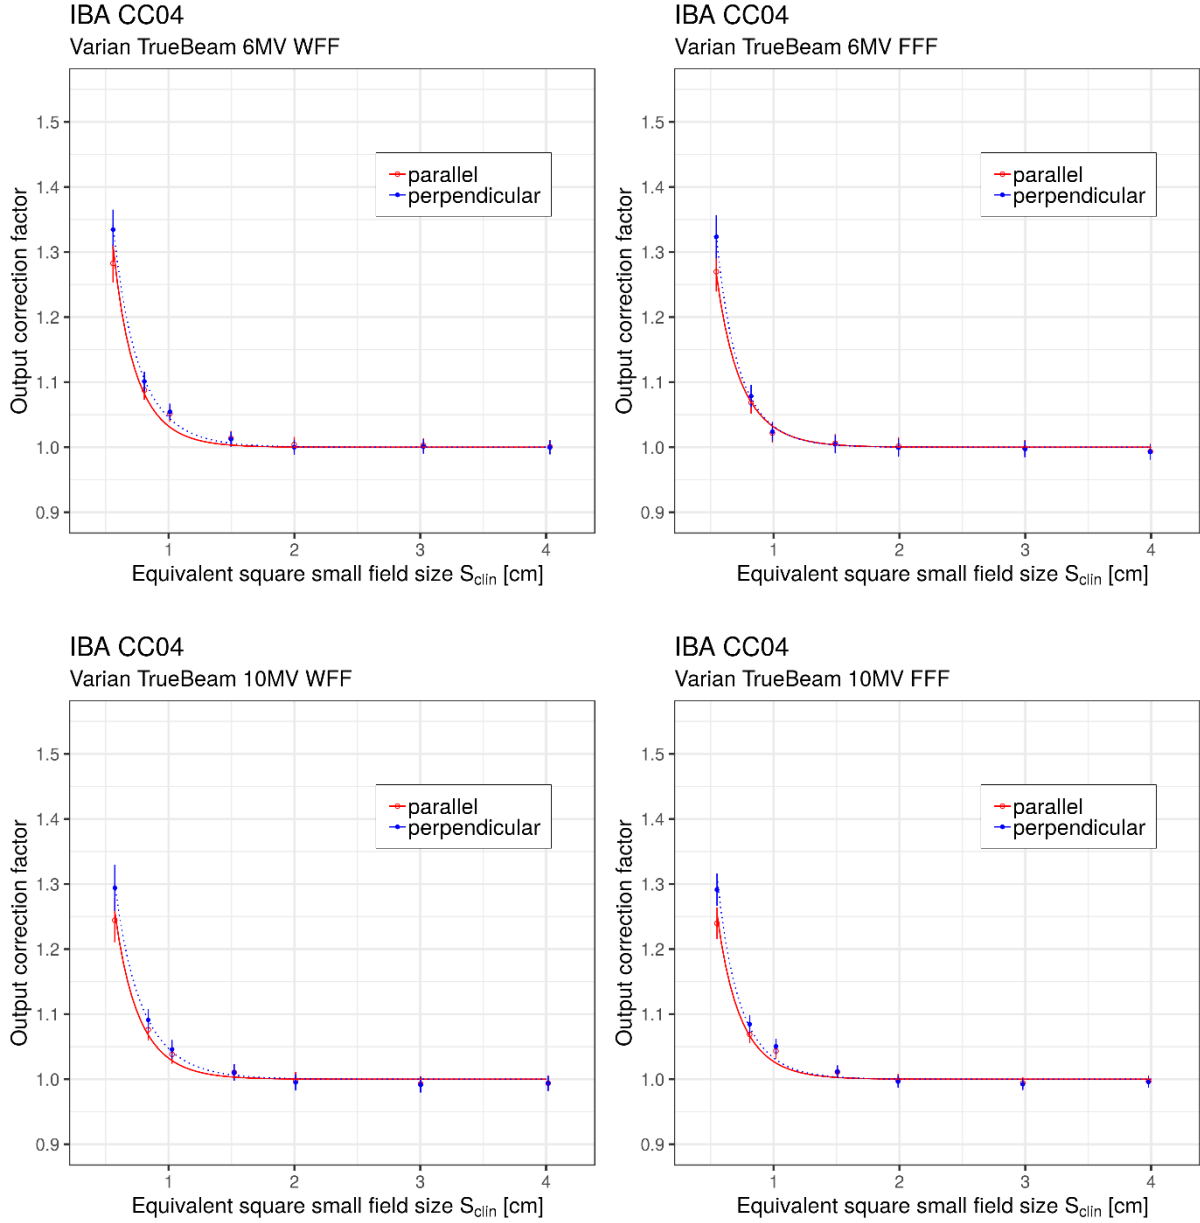 IBA CC04
Varian TrueBeam 6MV WFF
Output correction factor
1.5
1.4
1.3
1.2
1.1
1.0
0.9
parallel
perpendicular
1 2 3 4
Equivalent square small field size Sclin [cm]
IBA CC04
Varian TrueBeam 6MV FFF
Output correction factor
1.5
1.4
1.3
1.2
1.1
1.0
0.9
parallel
perpendicular
1 2 3 4
Equivalent square small field size Sclin [cm]
IBA CC04
Varian TrueBeam 10MV WFF
Output correction factor
1.5
1.4
1.3
1.2
1.1
1.0
0.9
parallel
perpendicular
1 2 3 4
Equivalent square small field size Sclin [cm]
IBA CC04
Varian TrueBeam 10MV FFF
Output correction factor
1.5
1.4
1.3
1.2
1.1
1.0
0.9
parallel
perpendicular
1 2 3 4
Equivalent square small field size Sclin [cm]